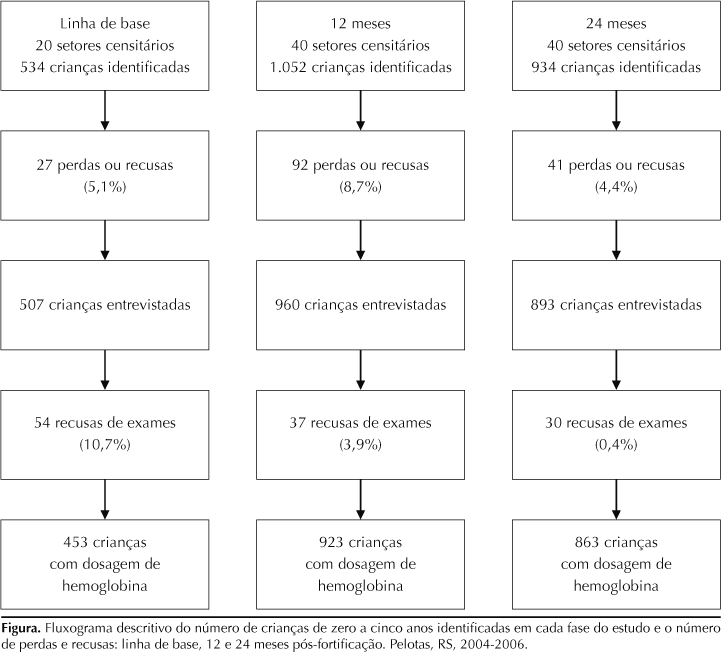 Linha de base
20 setores censitários
534 crianças identificadas
27 perdas ou recusas
(5,1%)
507 crianças entrevistadas
54 recusas de exames
(10,7%)
453 crianças
com dosagem de
hemoglobina
12 meses
40 setores censitários
1.052 crianças identificadas
92 perdas ou recusas
(8,7%)
960 crianças entrevistadas
37 recusas de exames
(3,9%)
923 crianças
com dosagem de
hemoglobina
24 meses
40 setores censitários
934 crianças identificadas
41 perdas ou recusas
(4,4%)
893 crianças entrevistadas
30 recusas de exames
(0,4%)
863 crianças
com dosagem de
hemoglobina
Figura. Fluxograma descritivo do número de crianças de zero a cinco anos identificadas em cada fase do estudo e o número
de perdas e recusas: linha de base, 12 e 24 meses pós-fortificação. Pelotas, RS, 2004-2006.